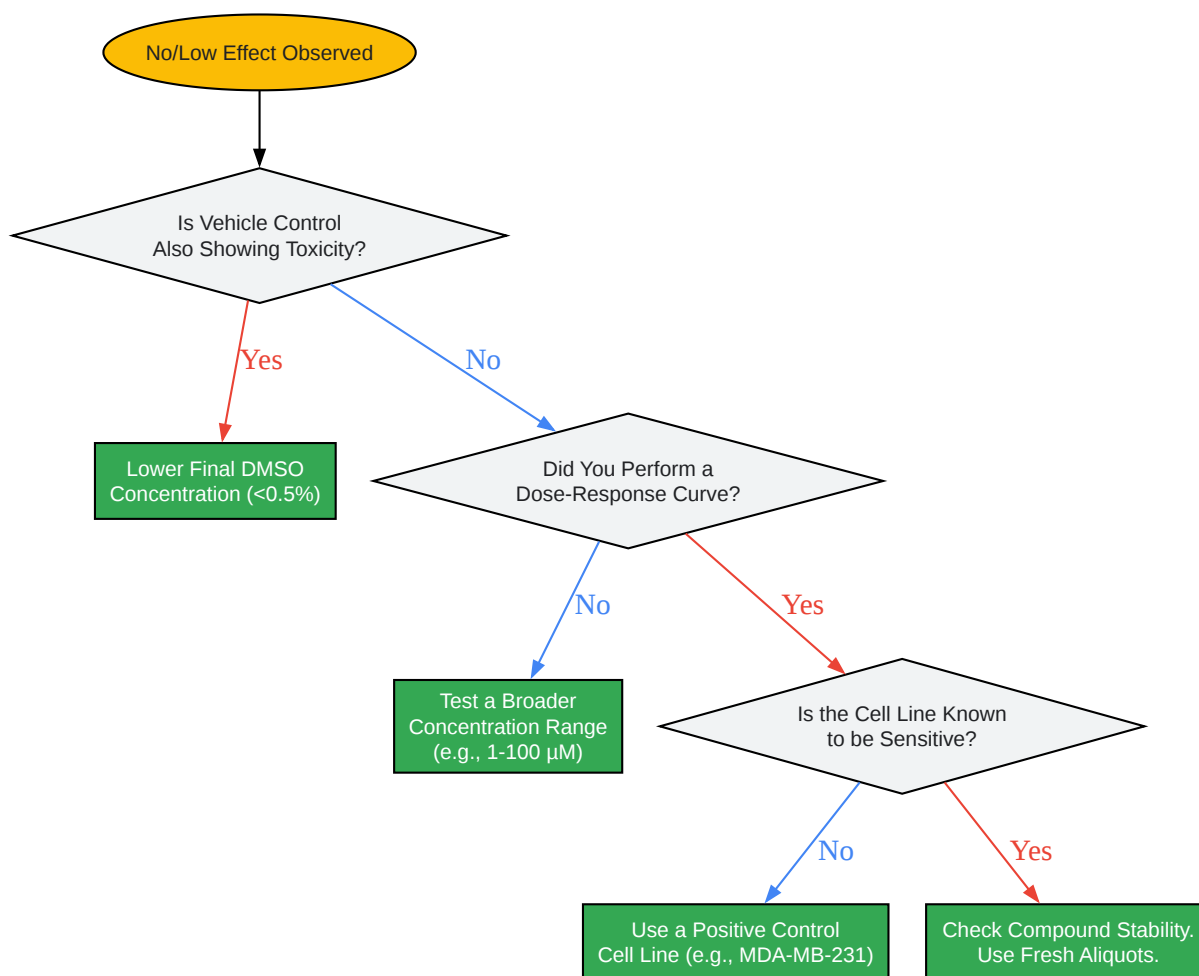 No/Low Effect Observed
Is Vehicle Control
Also Showing Toxicity?
Yes
No
Lower Final DMSO
Concentration (<0.5%)
Did You Perform a
Dose-Response Curve?
No
Yes
Test a Broader
Concentration Range
(e.g., 1-100 µM)
Is the Cell Line Known
to be Sensitive?
No
Yes
Use a Positive Control
Cell Line (e.g., MDA-MB-231)
Check Compound Stability.
Use Fresh Aliquots.